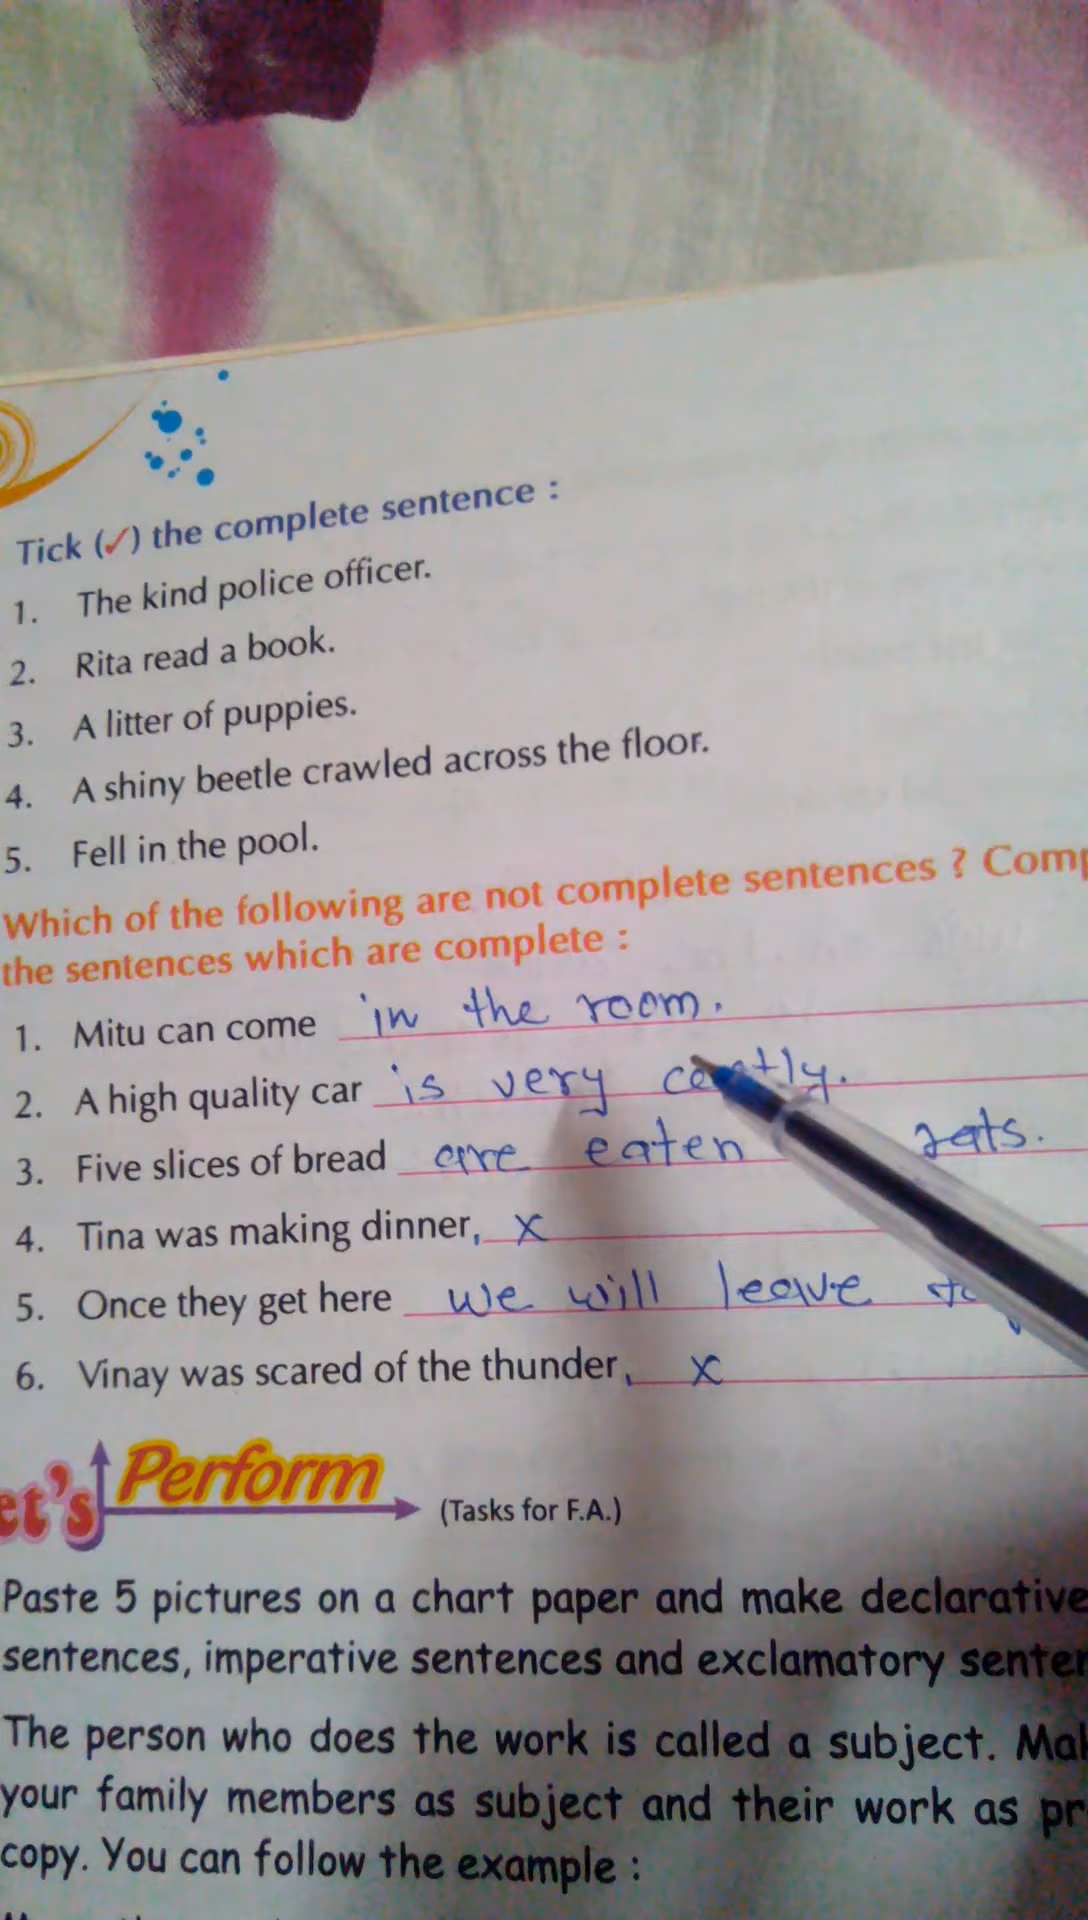 Tick (✓) the complete sentence :
1. The kind police officer.
2. Rita read a book.
3. A litter of puppies.
4. A shiny beetle crawled across the floor.
5. Fell in the pool.
Which of the following are not complete sentences ? Comp
the sentences which are complete :
1. Mitu can come in the room.
2. A high quality car is very costly.
3. Five slices of bread are eaten
4. Tina was making dinner, x
5. Once they get here we will leave
6. Vinay was scared of the thunder, x
et's Perform (Tasks for F.A.)
Paste 5 pictures on a chart paper and make declarative
sentences, imperative sentences and exclamatory senten
The person who does the work is called a subject. Mak
your family members as subject and their work as pr
copy. You can follow the example :